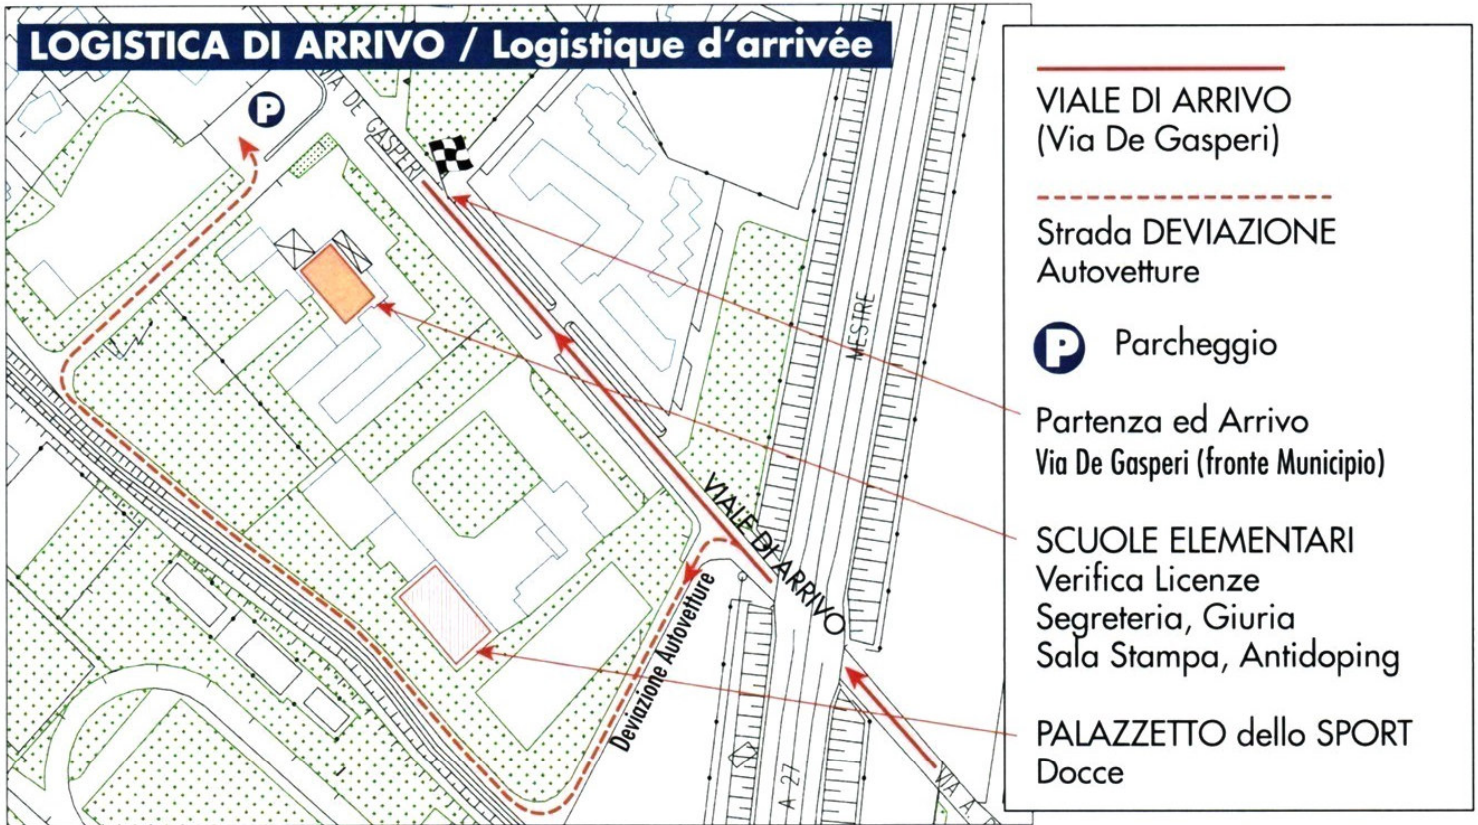 LOGISTICA DI ARRIVO / Logistique d'arrivée
P
VIA DE GASPERI
MESTRE
VIALE DI ARRIVO
Deviazione Autovetture
A 27
VIA A.
VIALE DI ARRIVO
(Via De Gasperi)
Strada DEVIAZIONE
Autovetture
P Parcheggio
Partenza ed Arrivo
Via De Gasperi (fronte Municipio)
SCUOLE ELEMENTARI
Verifica Licenze
Segreteria, Giuria
Sala Stampa, Antidoping
PALAZZETTO dello SPORT
Docce